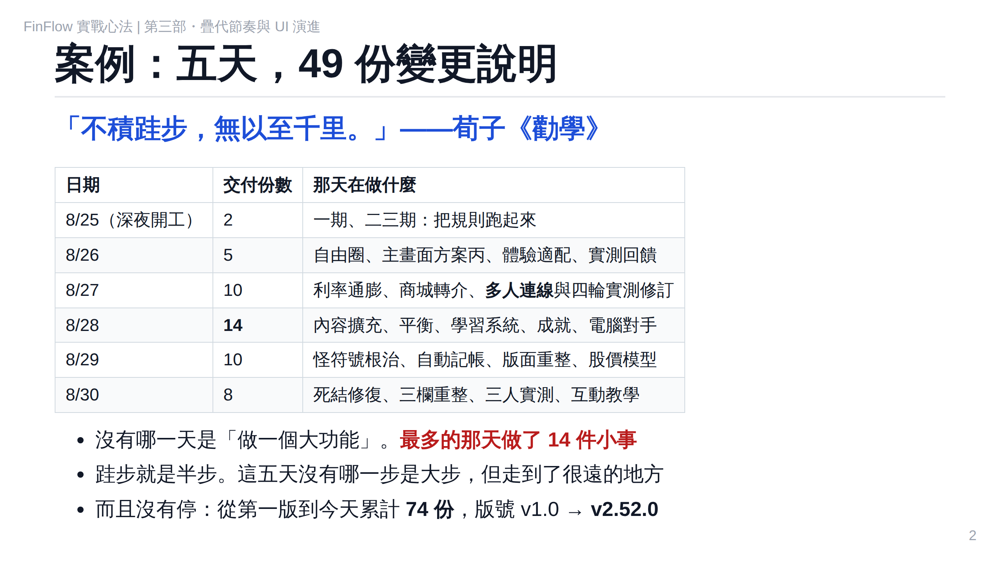 FinFlow 實戰心法 | 第三部・疊代節奏與 UI 演進
案例：五天，49 份變更說明
「不積跬步，無以至千里。」——荀子《勸學》
日期 交付份數 那天在做什麼
8/25（深夜開工） 2 一期、二三期：把規則跑起來
8/26 5 自由圈、主畫面方案丙、體驗適配、實測回饋
8/27 10 利率通膨、商城轉介、多人連線與四輪實測修訂
8/28 14 內容擴充、平衡、學習系統、成就、電腦對手
8/29 10 怪符號根治、自動記帳、版面重整、股價模型
8/30 8 死結修復、三欄重整、三人實測、互動教學
• 沒有哪一天是「做一個大功能」。最多的那天做了 14 件小事
• 跬步就是半步。這五天沒有哪一步是大步，但走到了很遠的地方
• 而且沒有停：從第一版到今天累計 74 份，版號 v1.0 → v2.52.0
2